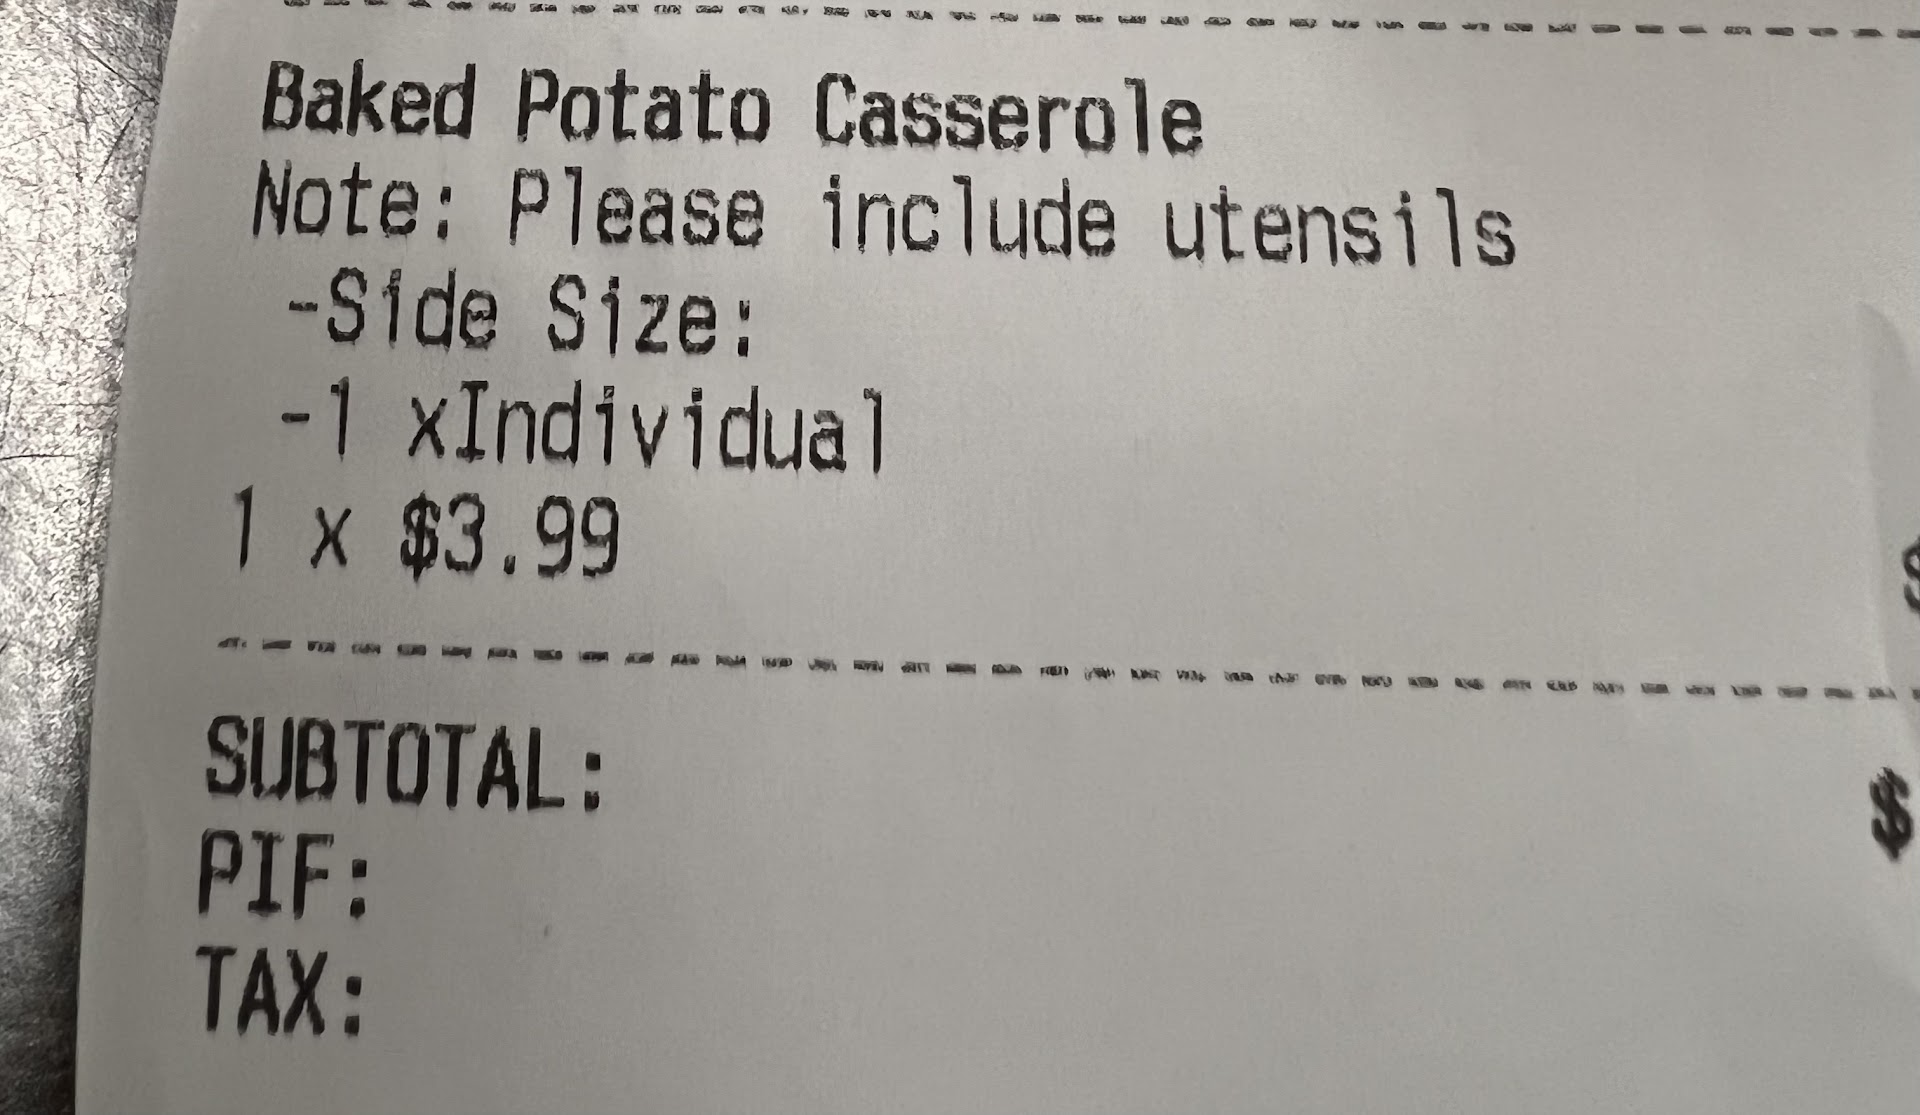 Baked Potato Casserole
Note: Please include utensils
-Side Size:
-1 xIndividual
1 x $3.99 $
SUBTOTAL: $
PIF:
TAX: